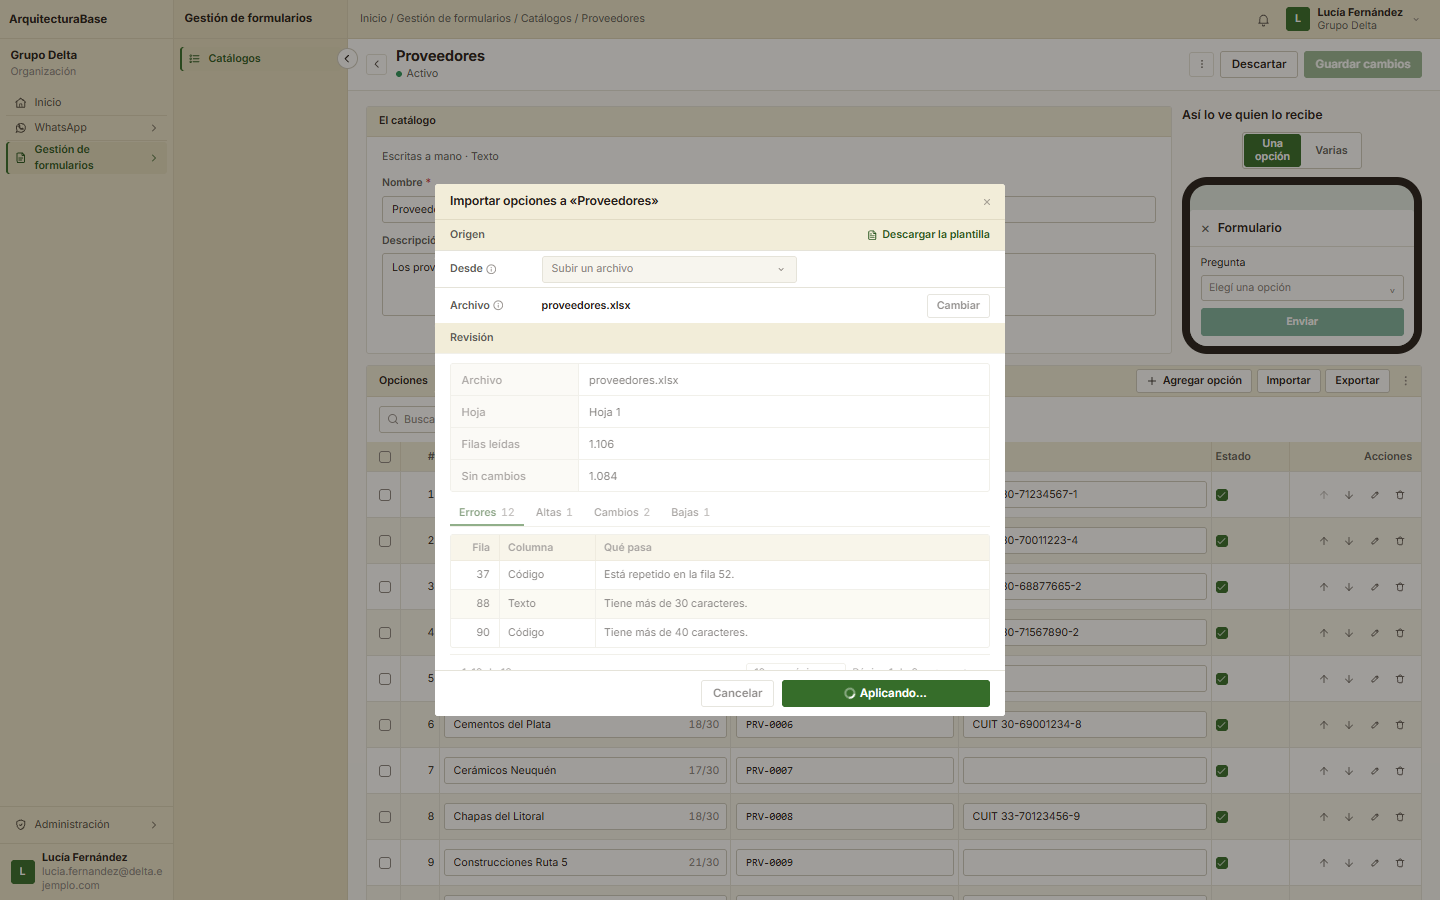 ArquitecturaBase
Gestión de formularios
Inicio / Gestión de formularios / Catálogos / Proveedores
L
Lucía Fernández
Grupo Delta
Grupo Delta
Organización
Inicio
WhatsApp
Gestión de
formularios
Catálogos
Proveedores
Activo
Descartar
Guardar cambios
El catálogo
Escritas a mano · Texto
Nombre *
Descripció
Los prov
Así lo ve quien lo recibe
Una
opción
Varias
Formulario
Pregunta
Elegí una opción
Enviar
Importar opciones a «Proveedores»
Origen
Descargar la plantilla
Desde
Subir un archivo
Archivo
proveedores.xlsx
Cambiar
Revisión
Archivo
proveedores.xlsx
Hoja
Hoja 1
Filas leídas
1.106
Sin cambios
1.084
Errores 12
Altas 1
Cambios 2
Bajas 1
Fila
Columna
Qué pasa
37
Código
Está repetido en la fila 52.
88
Texto
Tiene más de 30 caracteres.
90
Código
Tiene más de 40 caracteres.
Cancelar
Aplicando...
Opciones
Agregar opción
Importar
Exportar
#
Estado
Acciones
1
30-71234567-1
2
30-70011223-4
3
30-68877665-2
4
30-71567890-2
5
6
Cementos del Plata
18/30
PRV-0006
CUIT 30-69001234-8
7
Cerámicos Neuquén
17/30
PRV-0007
8
Chapas del Litoral
18/30
PRV-0008
CUIT 33-70123456-9
9
Construcciones Ruta 5
21/30
PRV-0009
Administración
L
Lucía Fernández
lucia.fernandez@delta.e
jemplo.com